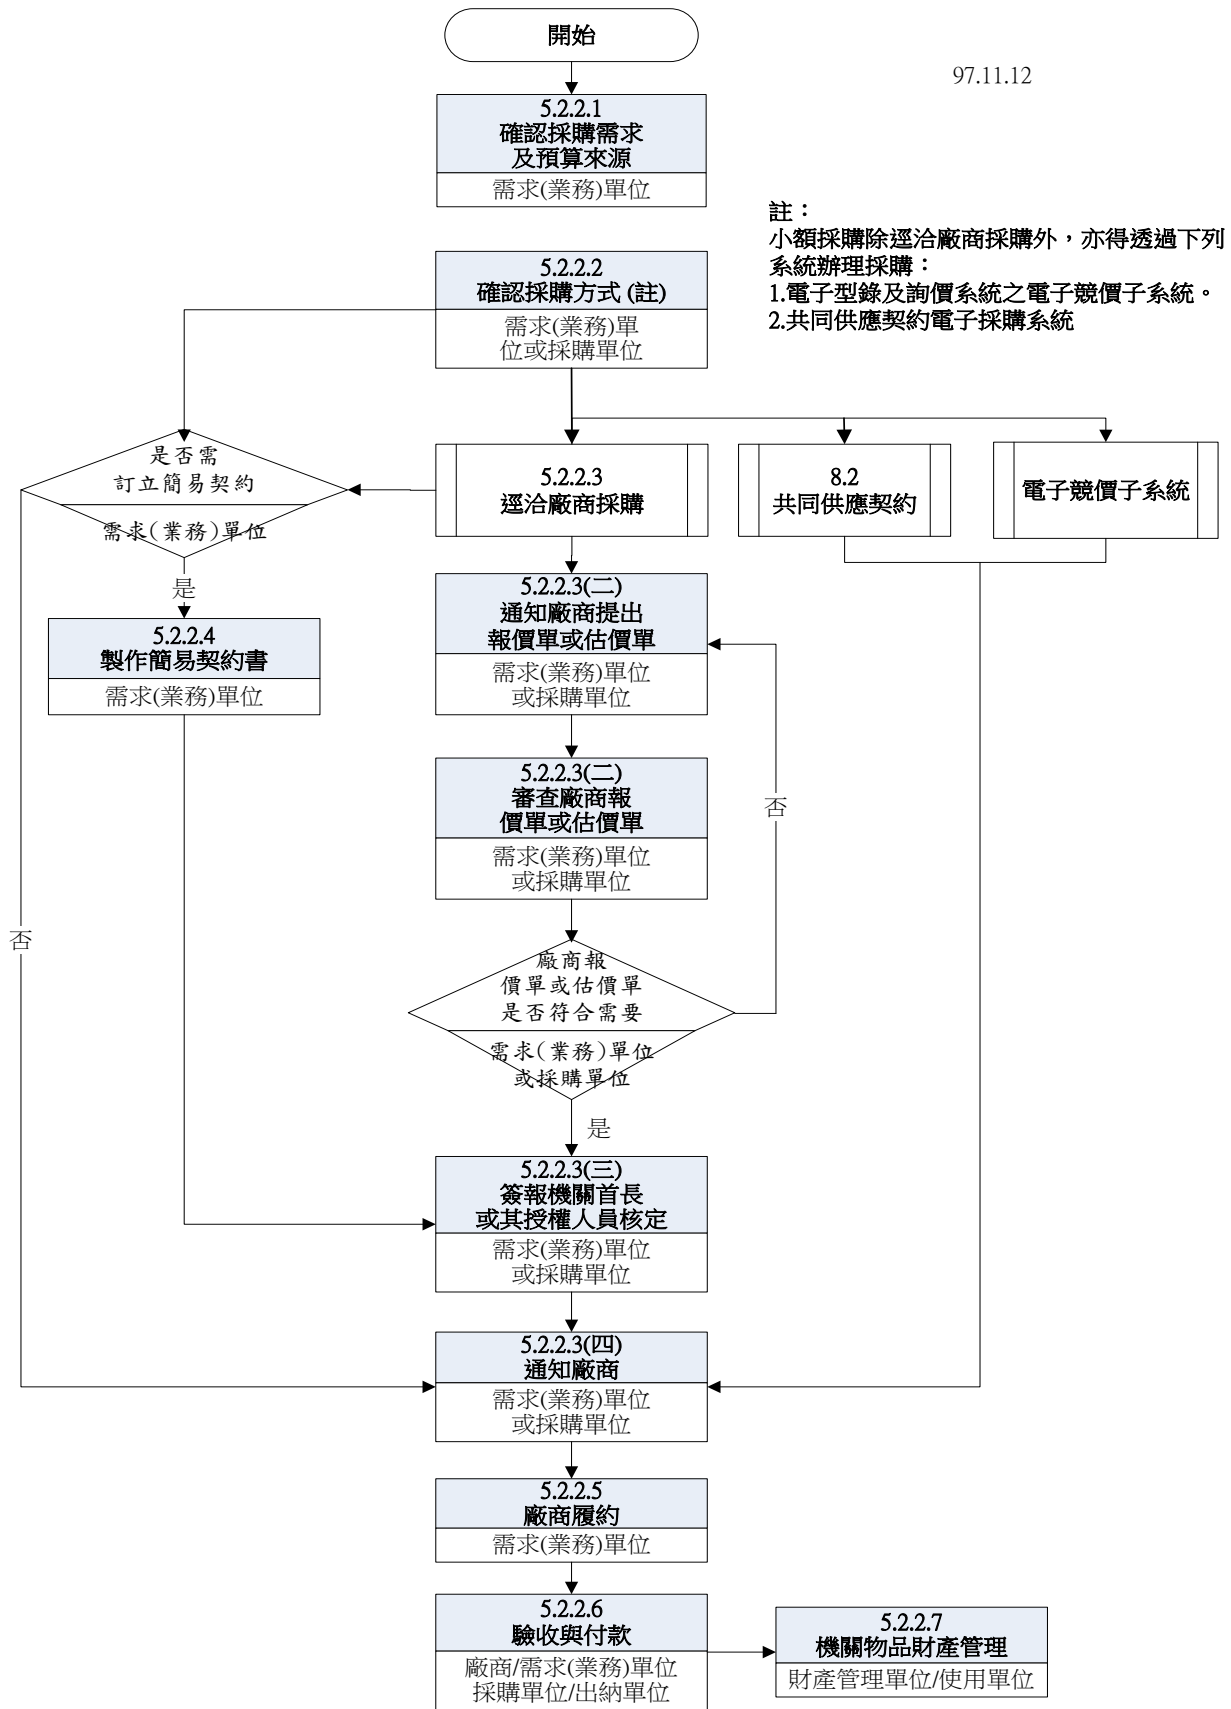 開始
97.11.12
5.2.2.1
確認採購需求
及預算來源
需求(業務)單位
註：
小額採購除逕洽廠商採購外，亦得透過下列
系統辦理採購：
1.電子型錄及詢價系統之電子競價子系統。
2.共同供應契約電子採購系統
5.2.2.2
確認採購方式 (註)
需求(業務)單
位或採購單位
是否需
訂立簡易契約
需求(業務)單位
5.2.2.3
逕洽廠商採購
8.2
共同供應契約
電子競價子系統
是
5.2.2.4
製作簡易契約書
需求(業務)單位
5.2.2.3(二)
通知廠商提出
報價單或估價單
需求(業務)單位
或採購單位
5.2.2.3(二)
審查廠商報
價單或估價單
需求(業務)單位
或採購單位
否
否
廠商報
價單或估價單
是否符合需要
需求(業務)單位
或採購單位
是
5.2.2.3(三)
簽報機關首長
或其授權人員核定
需求(業務)單位
或採購單位
5.2.2.3(四)
通知廠商
需求(業務)單位
或採購單位
5.2.2.5
廠商履約
需求(業務)單位
5.2.2.6
驗收與付款
廠商/需求(業務)單位
採購單位/出納單位
5.2.2.7
機關物品財產管理
財產管理單位/使用單位